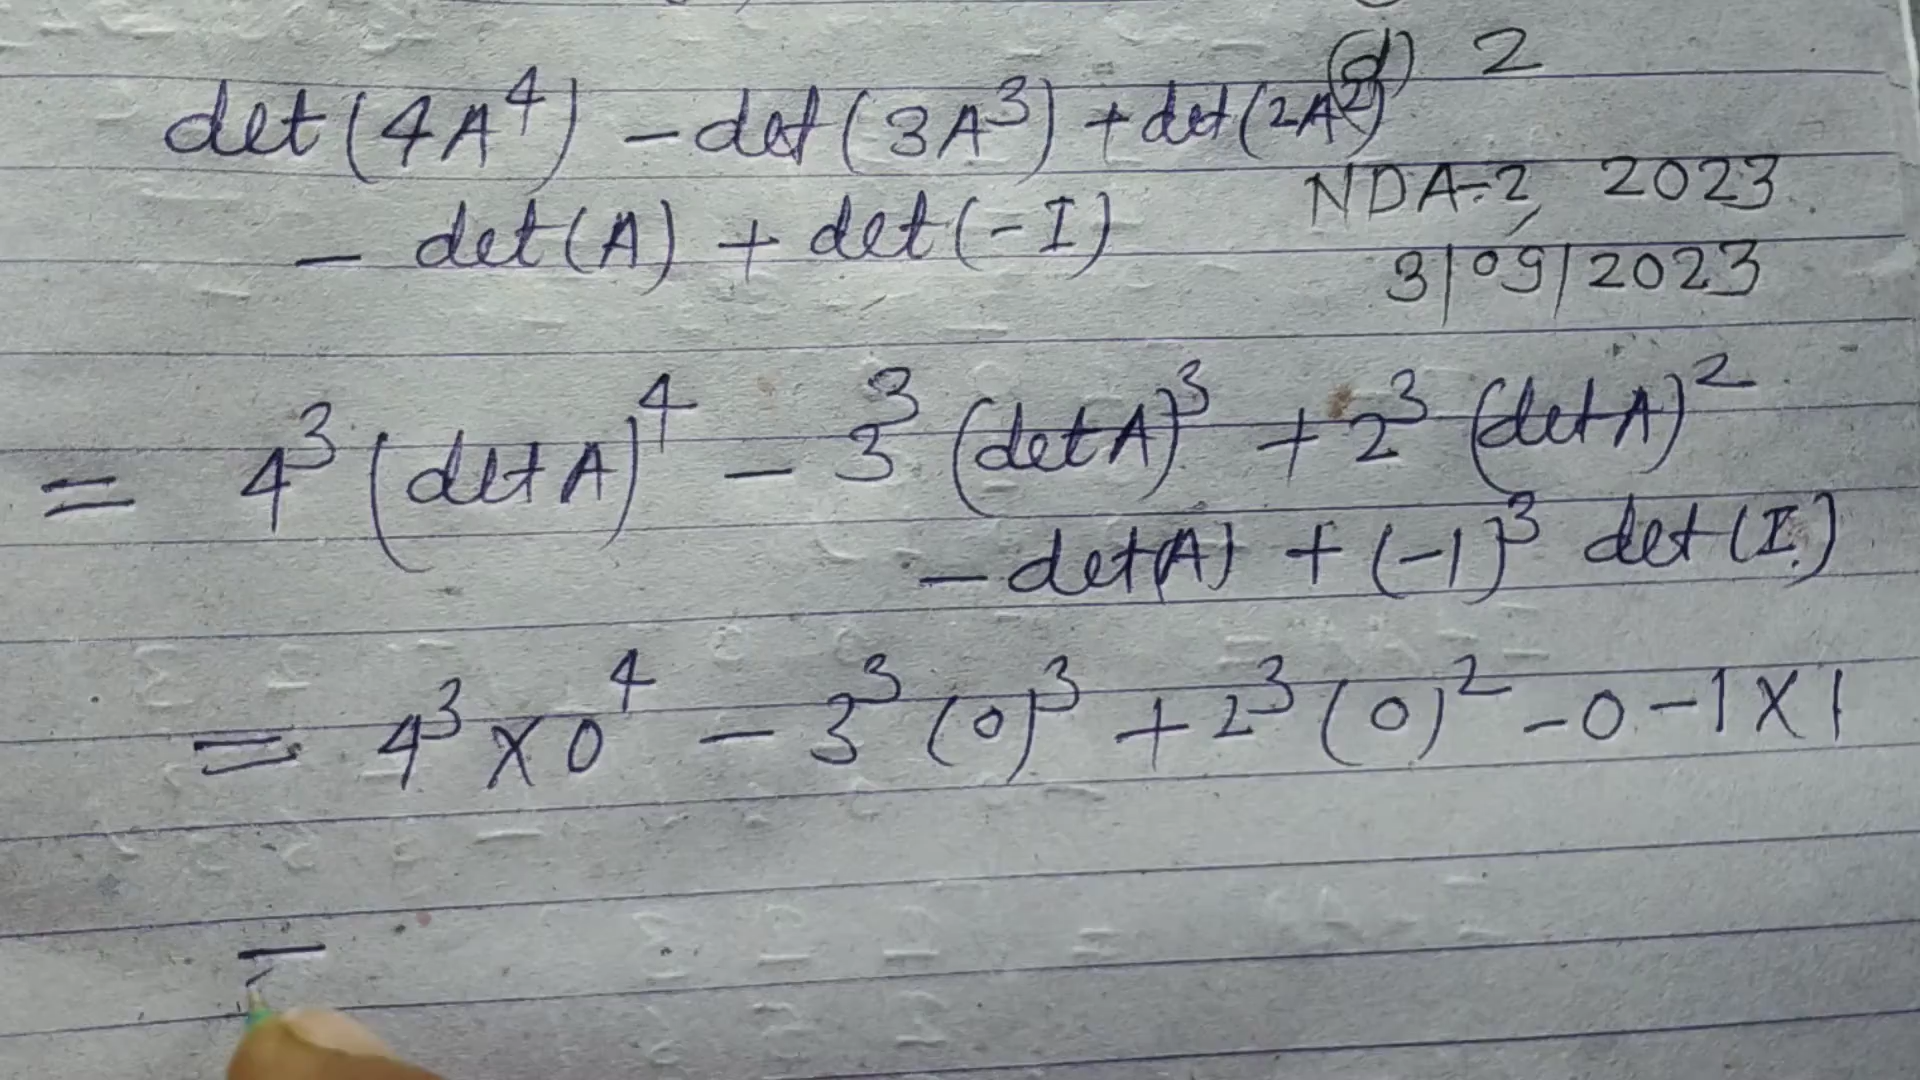 (d) 2
det(4A⁴) - det(3A³) + det(2A²)
- det(A) + det(-I)
NDA-2, 2023
3/09/2023
= 4³ (det A)⁴ - 3³ (det A)³ + 2³ (det A)²
- det(A) + (-1)³ det(I)
= 4³ × 0⁴ - 3³ (0)³ + 2³ (0)² - 0 - 1 × 1